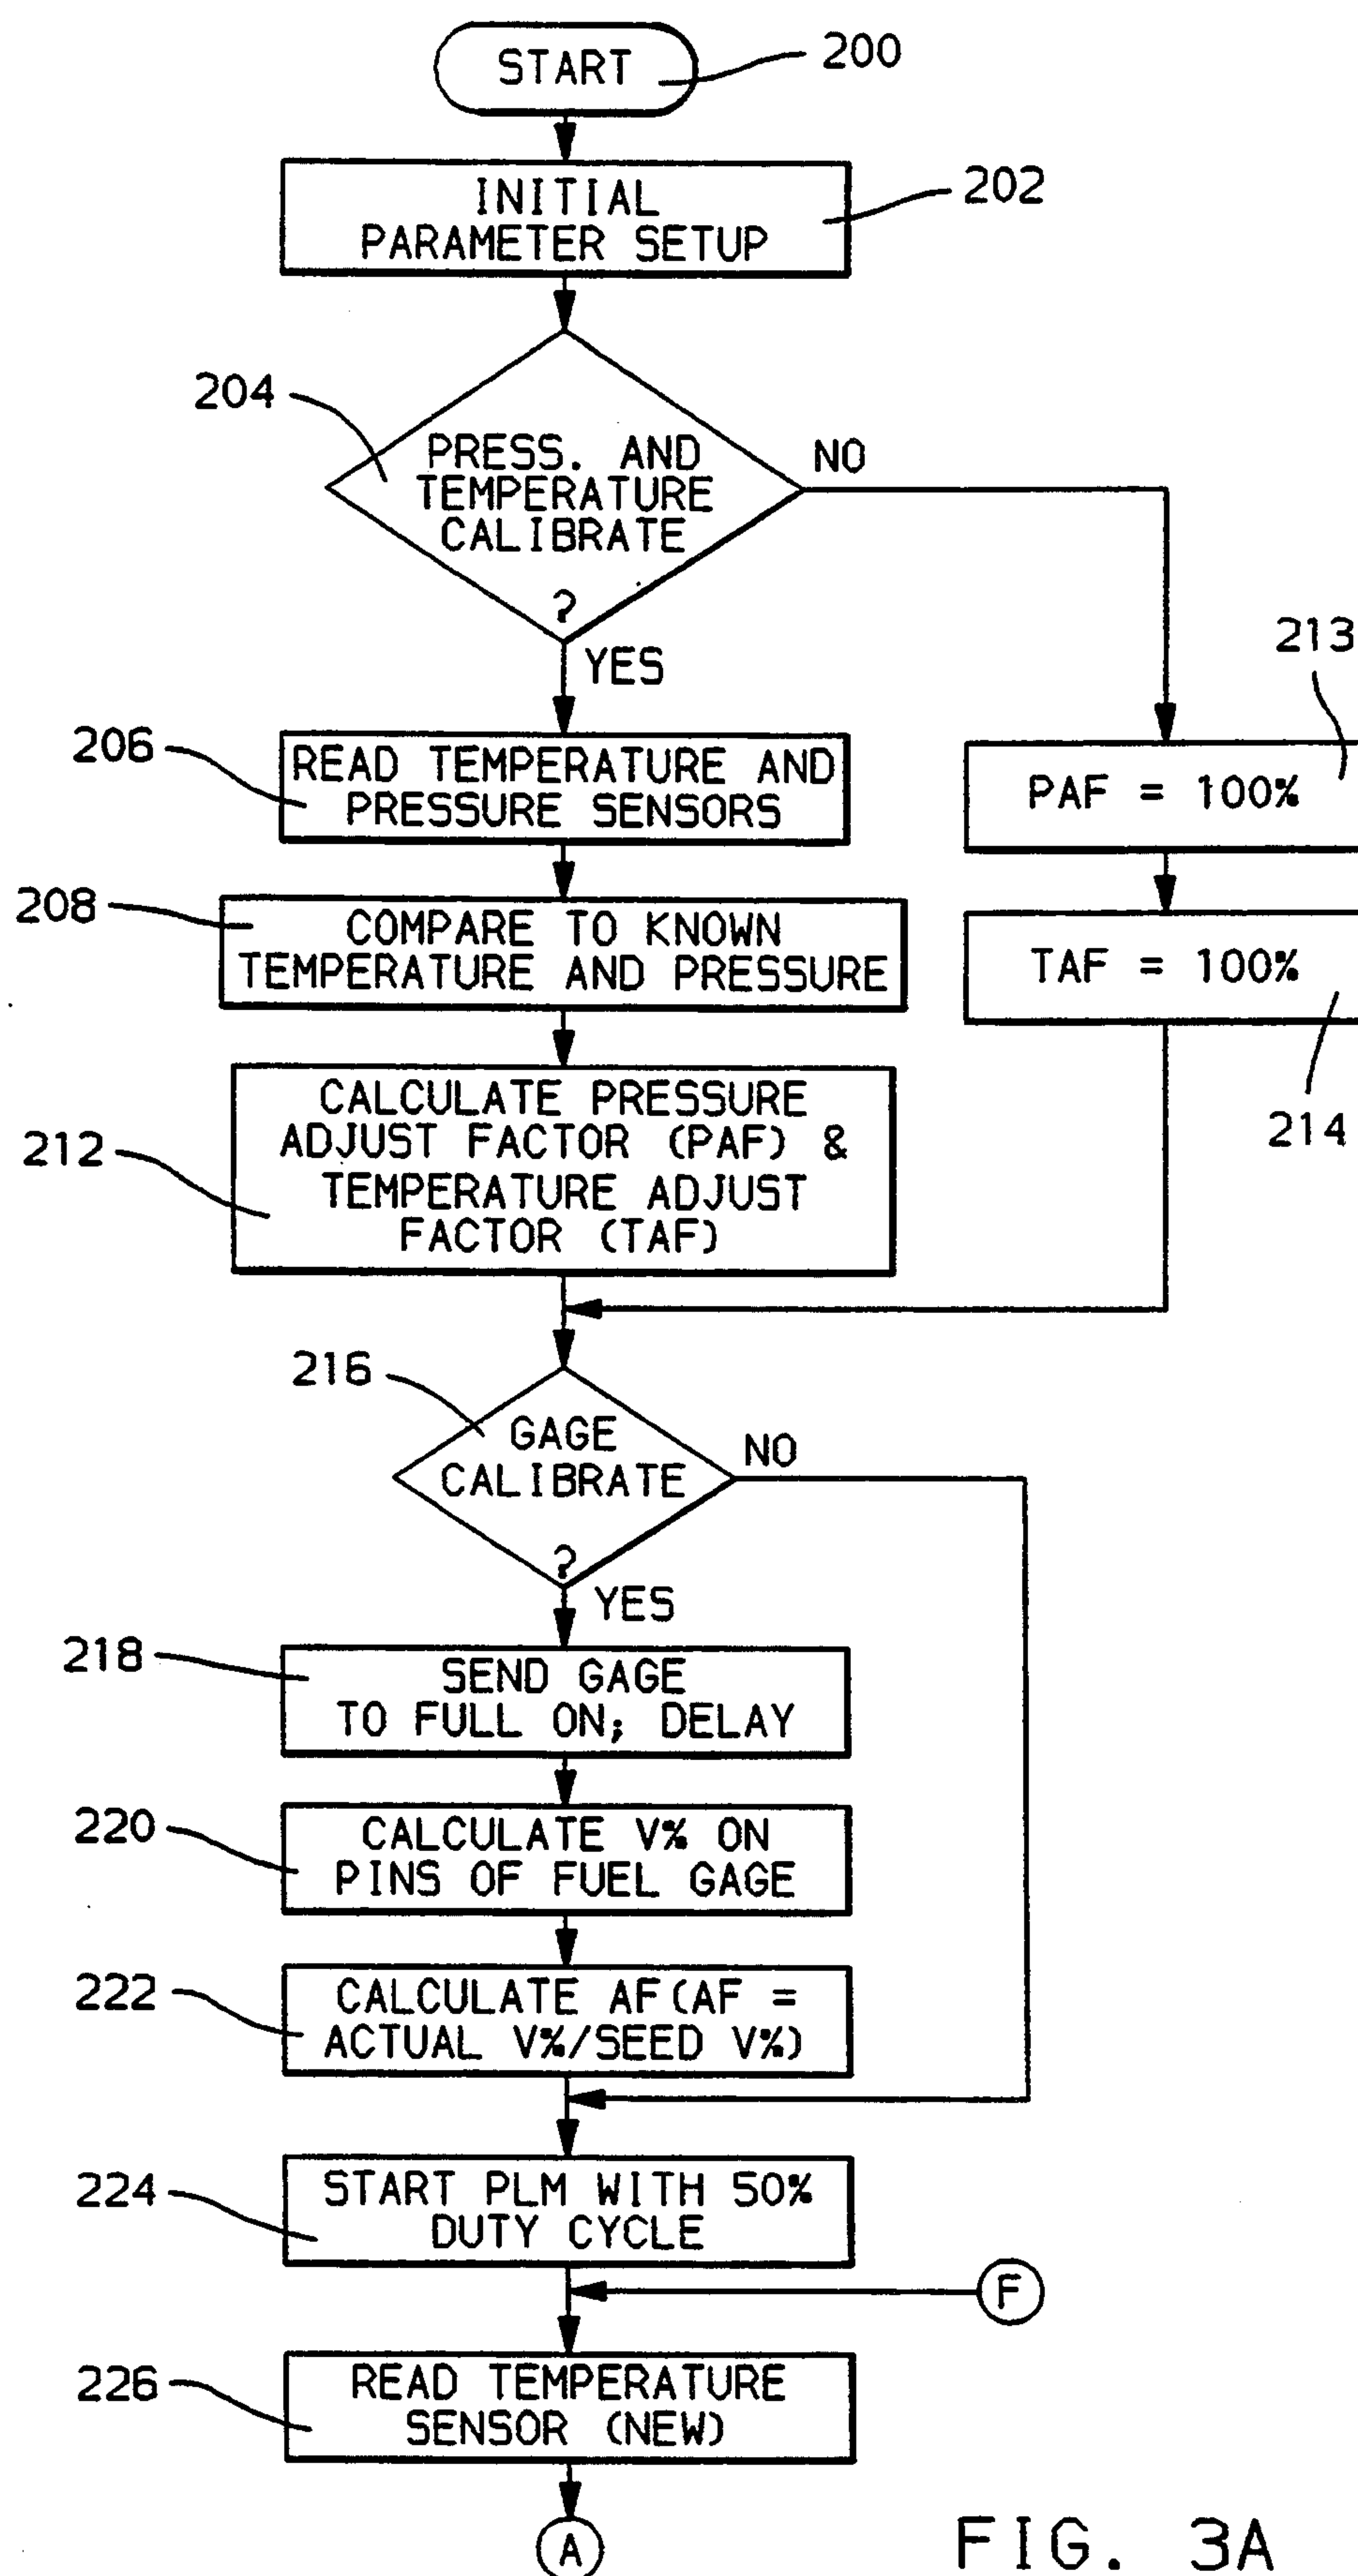 START
200
INITIAL
PARAMETER SETUP
202
204
PRESS. AND
TEMPERATURE
CALIBRATE
?
NO
YES
213
206
READ TEMPERATURE AND
PRESSURE SENSORS
PAF = 100%
208
COMPARE TO KNOWN
TEMPERATURE AND PRESSURE
TAF = 100%
214
212
CALCULATE PRESSURE
ADJUST FACTOR (PAF) &
TEMPERATURE ADJUST
FACTOR (TAF)
216
GAGE
CALIBRATE
?
NO
YES
218
SEND GAGE
TO FULL ON; DELAY
220
CALCULATE V% ON
PINS OF FUEL GAGE
222
CALCULATE AF(AF =
ACTUAL V%/SEED V%)
224
START PLM WITH 50%
DUTY CYCLE
F
226
READ TEMPERATURE
SENSOR (NEW)
A
FIG. 3A